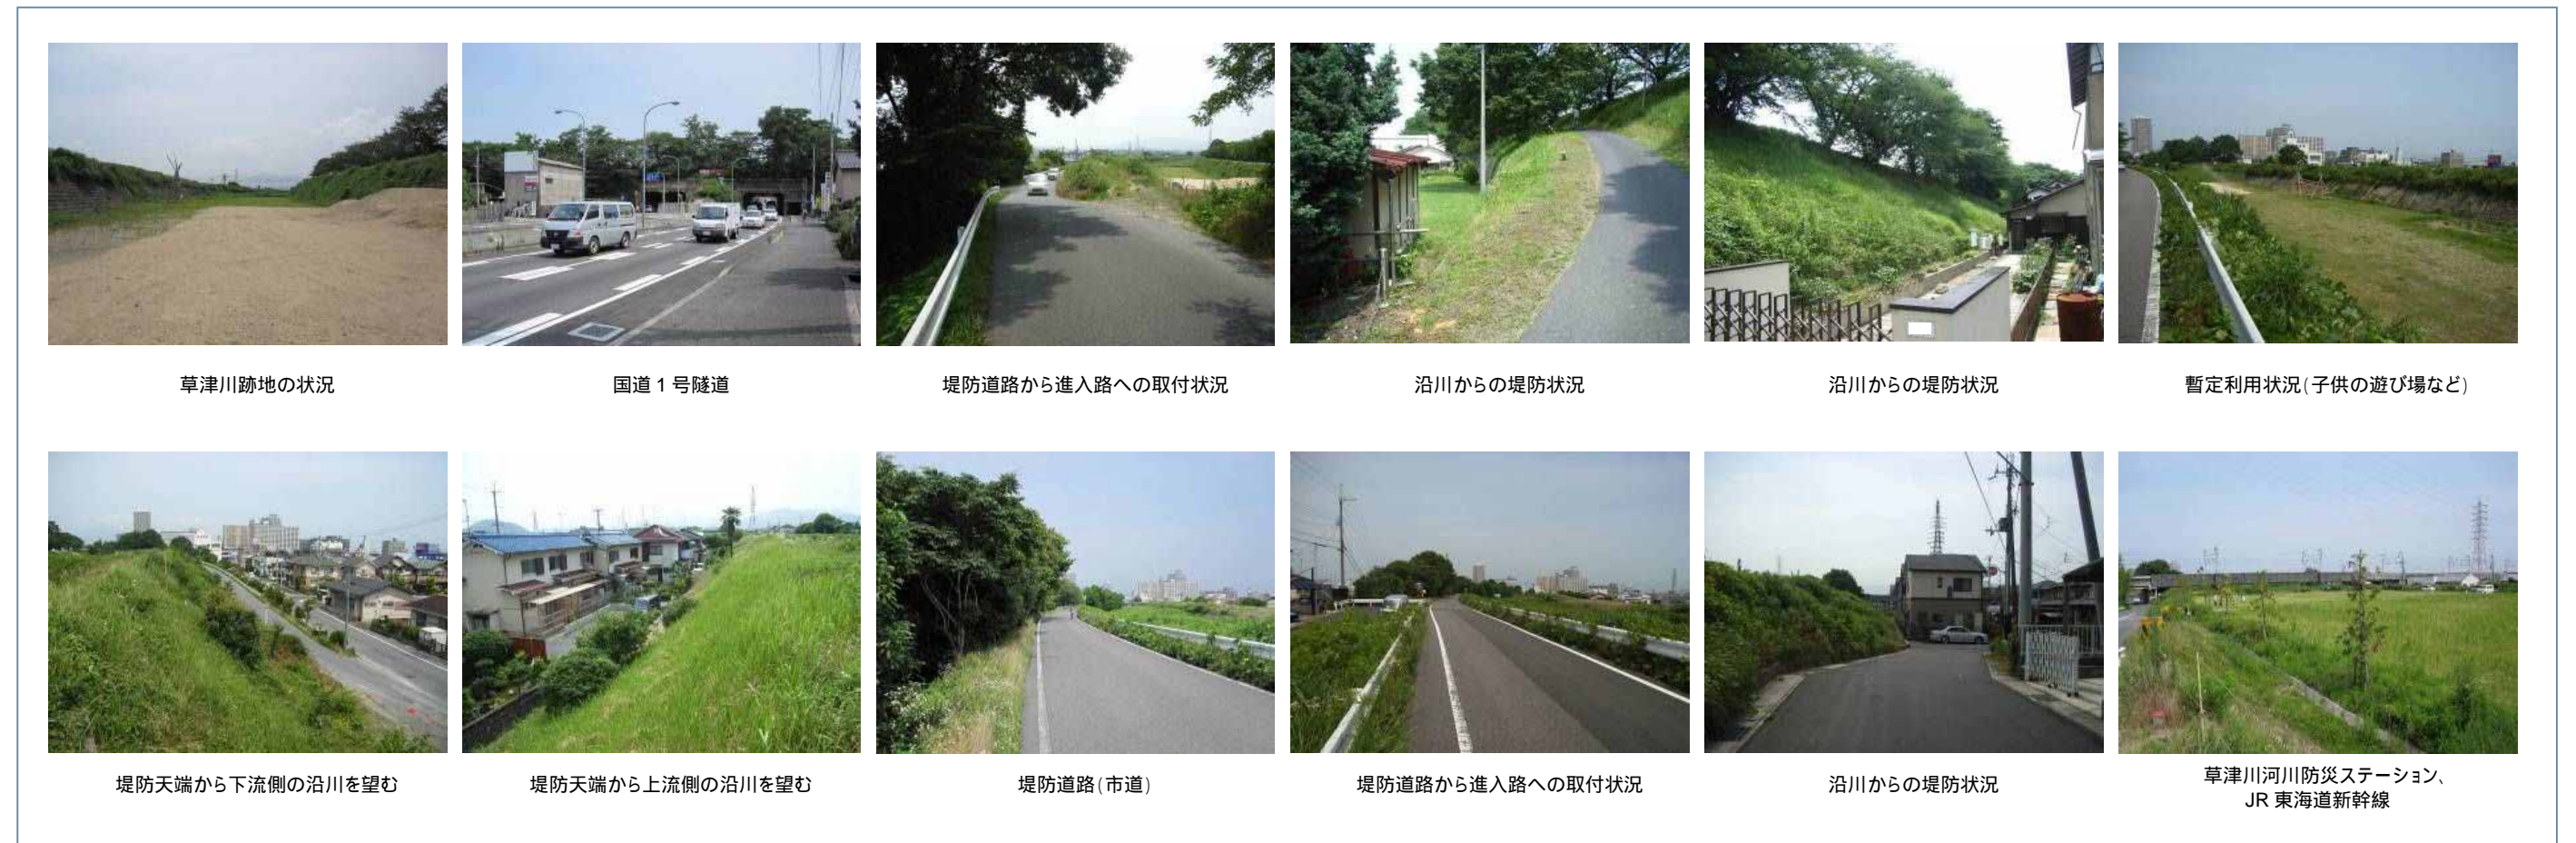 草津川跡地の状況
国道1号隧道
堤防道路から進入路への取付状況
沿川からの堤防状況
沿川からの堤防状況
暫定利用状況(子供の遊び場など)
堤防天端から下流側の沿川を望む
堤防天端から上流側の沿川を望む
堤防道路(市道)
堤防道路から進入路への取付状況
沿川からの堤防状況
草津川河川防災ステーション、
JR 東海道新幹線